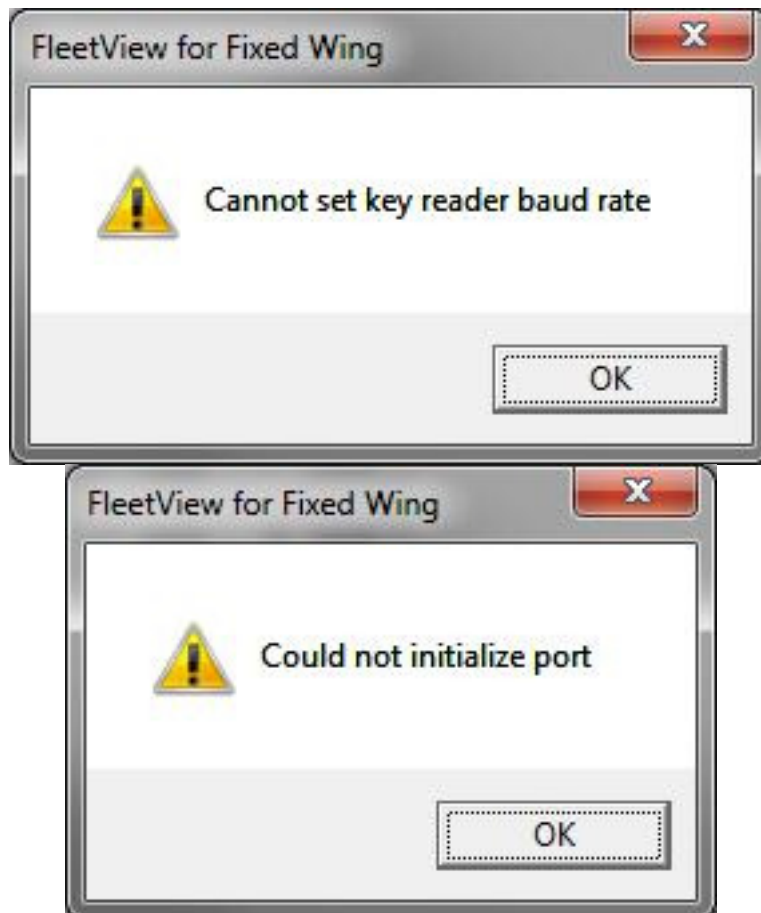 FleetView for Fixed Wing
Cannot set key reader baud rate
OK
FleetView for Fixed Wing
Could not initialize port
OK